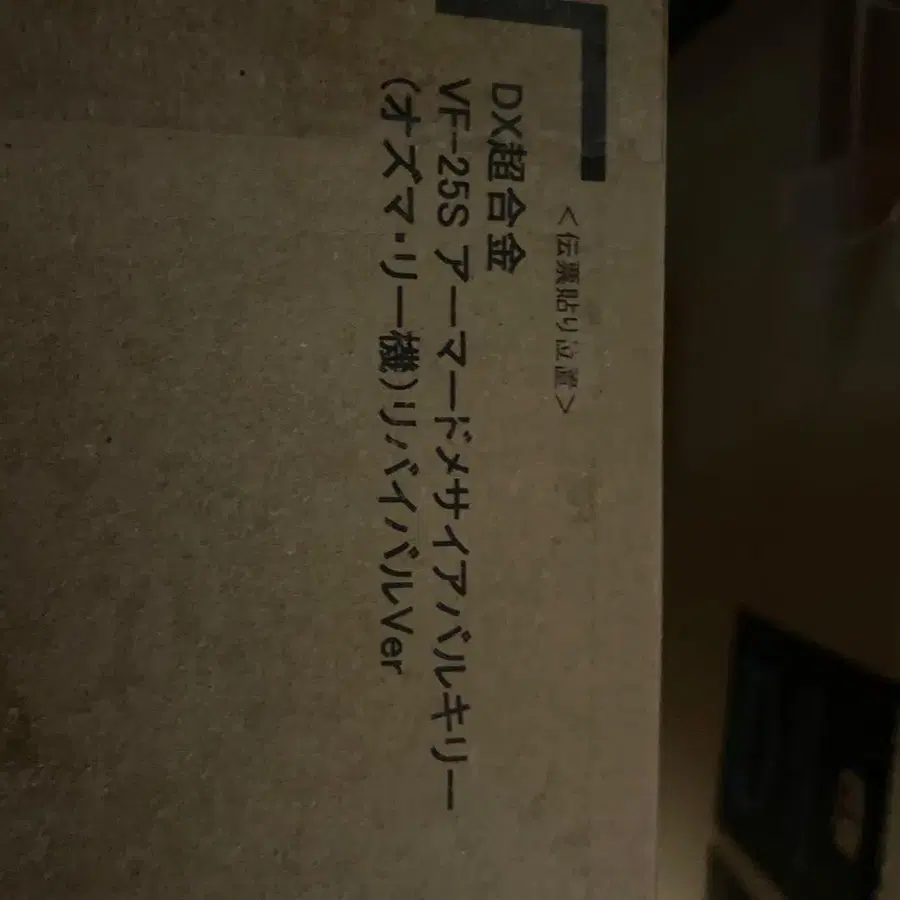 <伝票貼り位置>
DX超合金
VF-25S アーマードメサイアバルキリー
(オズマ・リー機)リバイバルVer